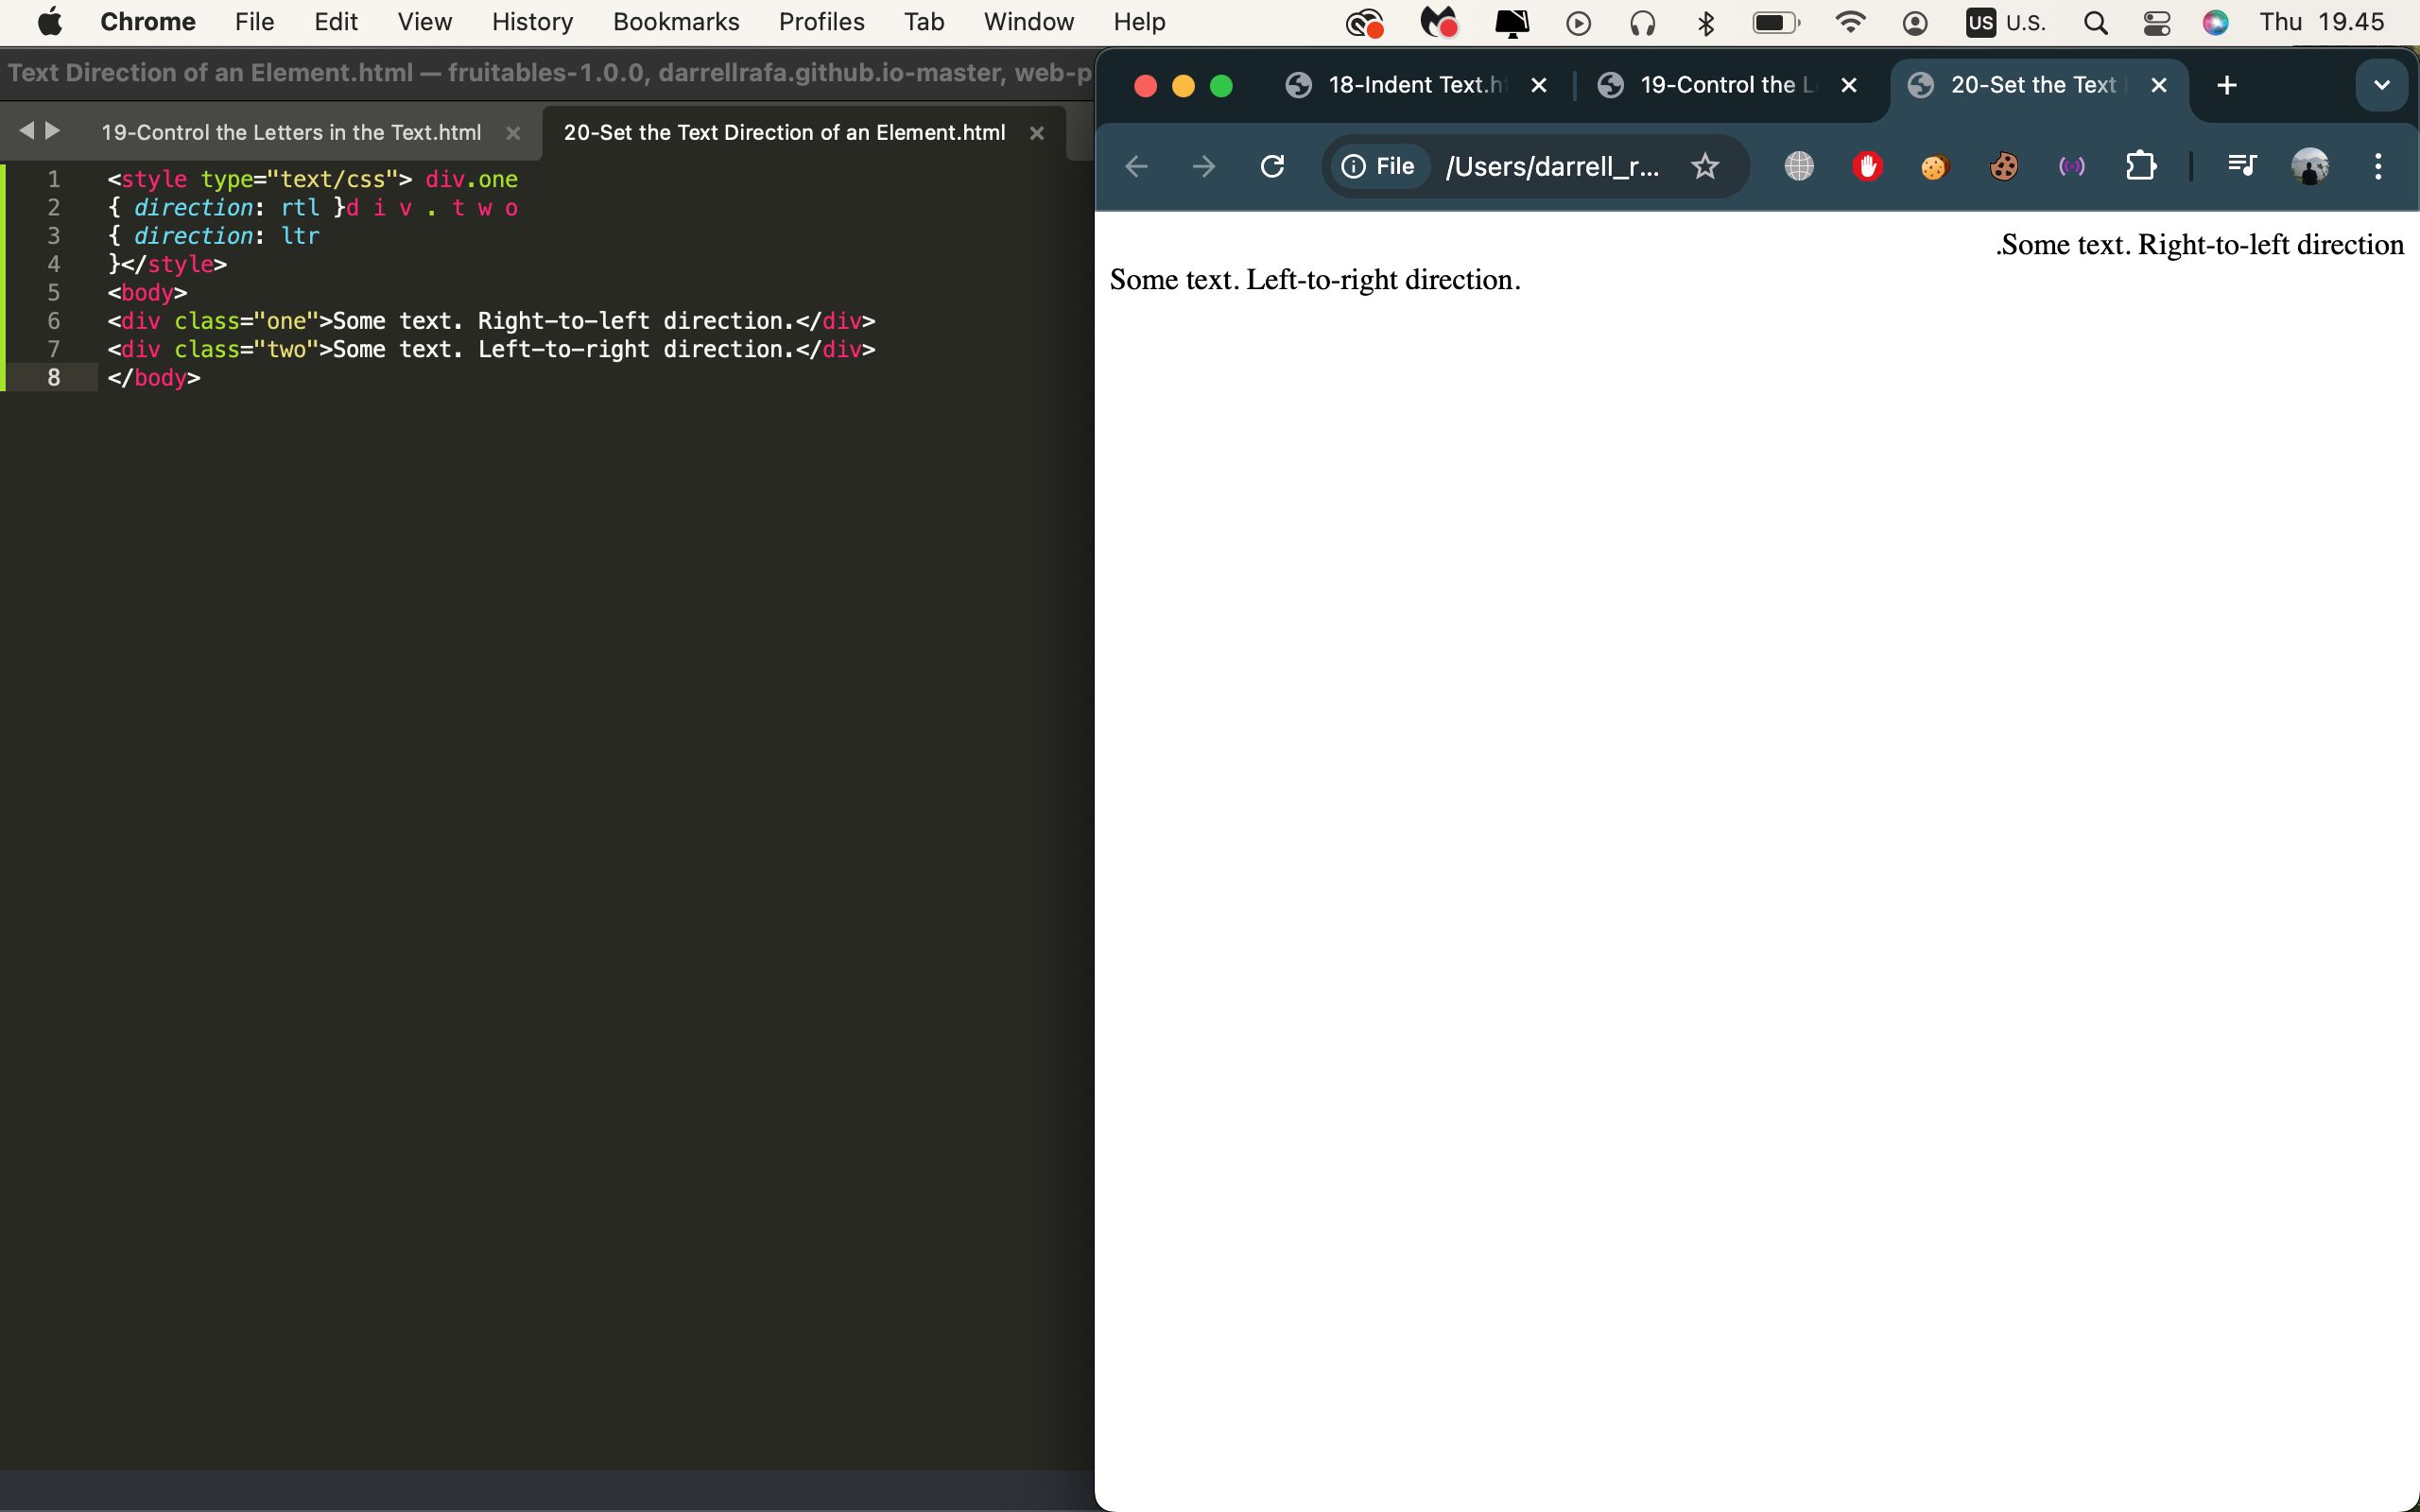 Chrome File Edit View History Bookmarks Profiles Tab Window Help US U.S. Thu 19.45
Text Direction of an Element.html — fruitables-1.0.0, darrellrafa.github.io-master, web-p
19-Control the Letters in the Text.html 20-Set the Text Direction of an Element.html
1 <style type="text/css"> div.one
2 { direction: rtl }d i v . t w o
3 { direction: ltr
4 }</style>
5 <body>
6 <div class="one">Some text. Right-to-left direction.</div>
7 <div class="two">Some text. Left-to-right direction.</div>
8 </body>
18-Indent Text.h 19-Control the L 20-Set the Text
File /Users/darrell_r...
.Some text. Right-to-left direction
Some text. Left-to-right direction.